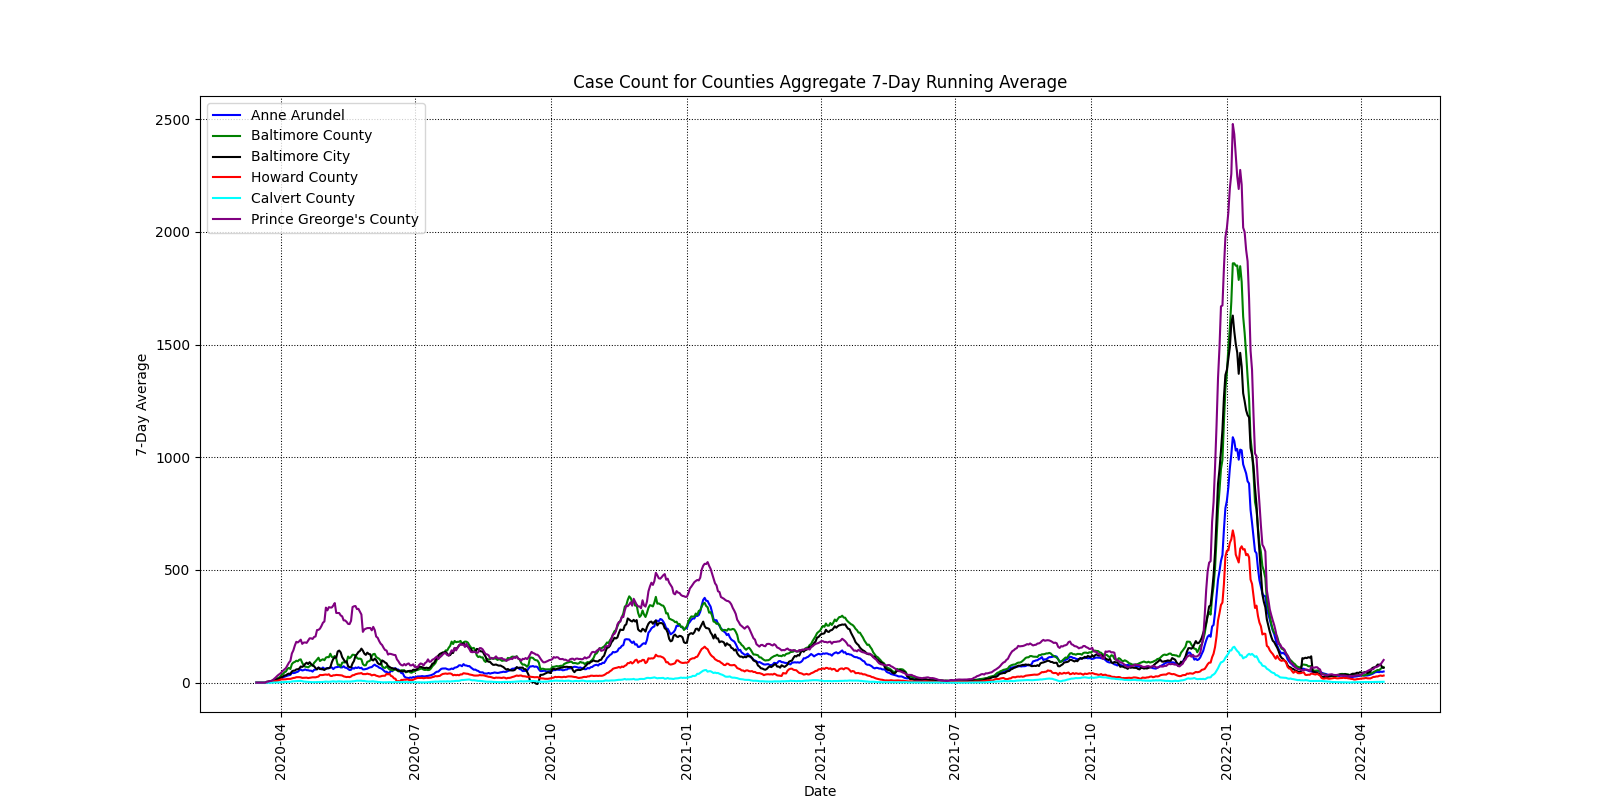 Case Count for Counties Aggregate 7-Day Running Average
Anne Arundel
Baltimore County
Baltimore City
Howard County
Calvert County
Prince Greorge's County
7-Day Average
2500
2000
1500
1000
500
0
2020-04
2020-07
2020-10
2021-01
2021-04
2021-07
2021-10
2022-01
2022-04
Date